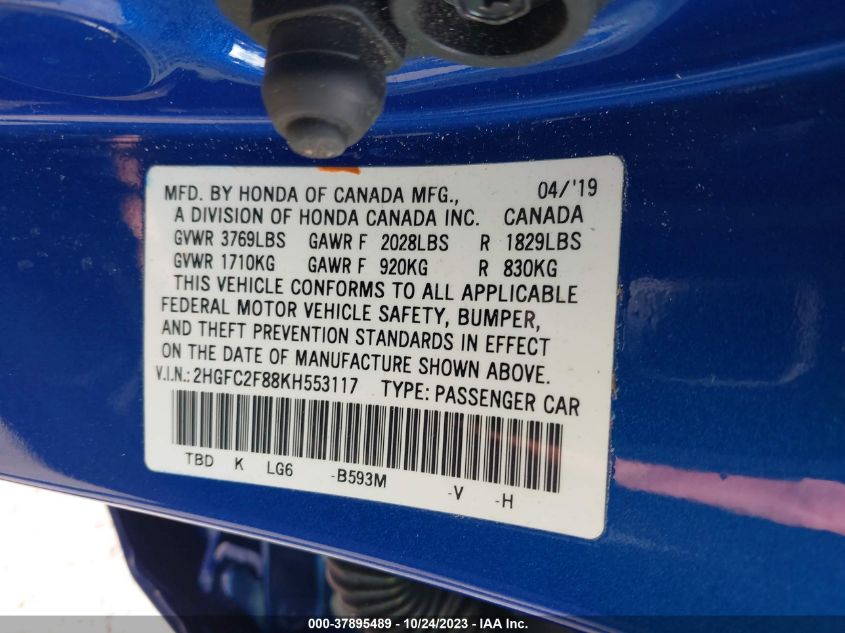 MFD. BY HONDA OF CANADA MFG., 04/'19
A DIVISION OF HONDA CANADA INC. CANADA
GVWR 3769LBS GAWR F 2028LBS R 1829LBS
GVWR 1710KG GAWR F 920KG R 830KG
THIS VEHICLE CONFORMS TO ALL APPLICABLE
FEDERAL MOTOR VEHICLE SAFETY, BUMPER,
AND THEFT PREVENTION STANDARDS IN EFFECT
ON THE DATE OF MANUFACTURE SHOWN ABOVE.
V.I.N.: 2HGFC2F88KH553117 TYPE: PASSENGER CAR
TBD K LG6 -B593M -V -H
000-37895489 - 10/24/2023 - IAA Inc.